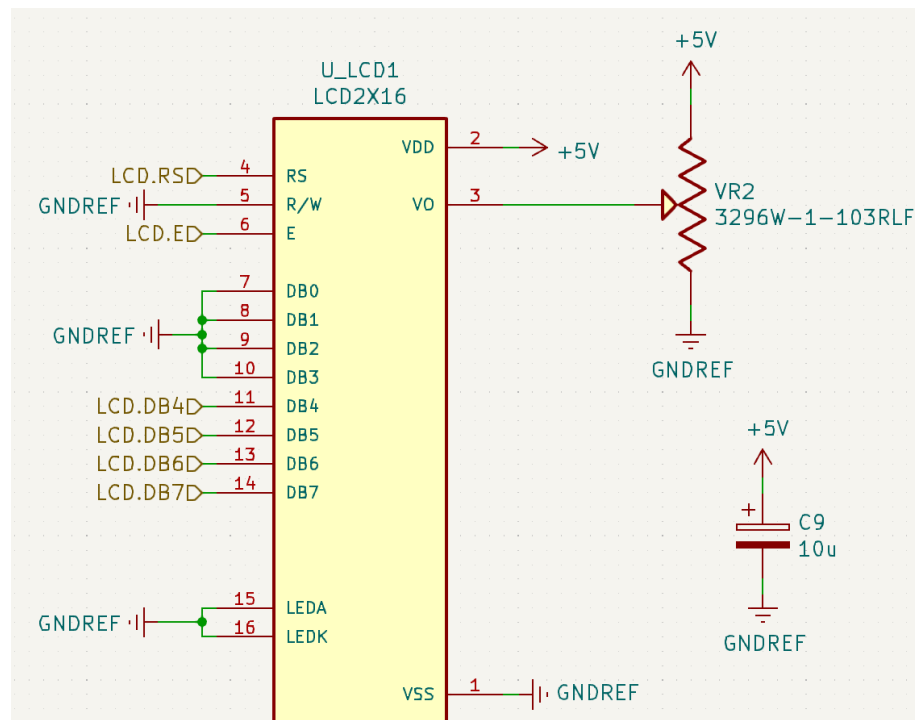 +5V
U_LCD1
LCD2X16
VDD
2
+5V
LCD.RS
4
RS
GNDREF
5
R/W
VO
3
VR2
3296W-1-103RLF
LCD.E
6
E
7
DB0
8
DB1
GNDREF
9
DB2
10
DB3
GNDREF
LCD.DB4
11
DB4
LCD.DB5
12
DB5
+5V
LCD.DB6
13
DB6
LCD.DB7
14
DB7
+
C9
10u
15
LEDA
GNDREF
16
LEDK
GNDREF
VSS
1
GNDREF